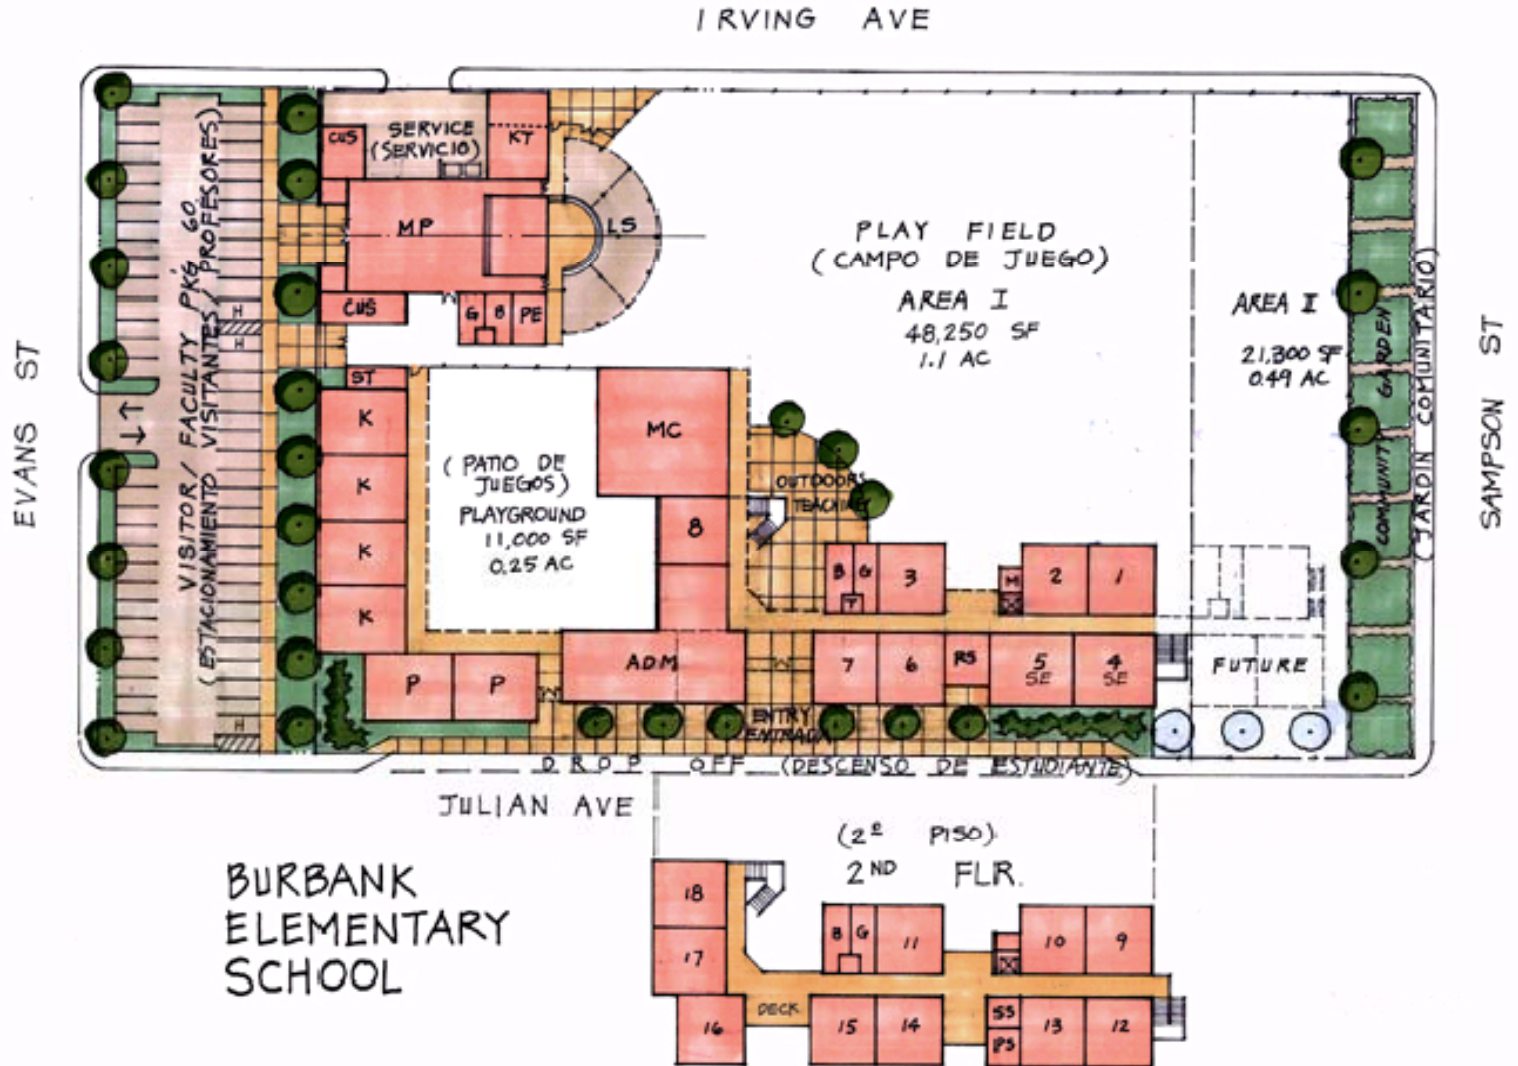 IRVING AVE
EVANS ST
SAMPSON ST
VISITOR/FACULTY PKG 60
(ESTACIONAMIENTO VISITANTES/PROFESORES)
H
H
H
CUS
SERVICE
(SERVICIO)
KT
MP
LS
CUS
G
B
PE
ST
K
K
K
K
P
P
(PATIO DE
JUEGOS)
PLAYGROUND
11,000 SF
0.25 AC
MC
8
ADM
PLAY FIELD
(CAMPO DE JUEGO)
AREA I
48,250 SF
1.1 AC
AREA II
21,300 SF
0.49 AC
COMMUNITY GARDEN
(JARDIN COMUNITARIO)
OUTDOORS
TEACHING
B
G
T
3
M
2
1
7
6
RS
5
SE
4
SE
FUTURE
ENTRY
ENTRADA
DROP OFF (DESCENSO DE ESTUDIANTE)
JULIAN AVE
(2º PISO)
2ND FLR.
BURBANK
ELEMENTARY
SCHOOL
18
17
16
DECK
B
G
11
10
9
15
14
SS
PS
13
12